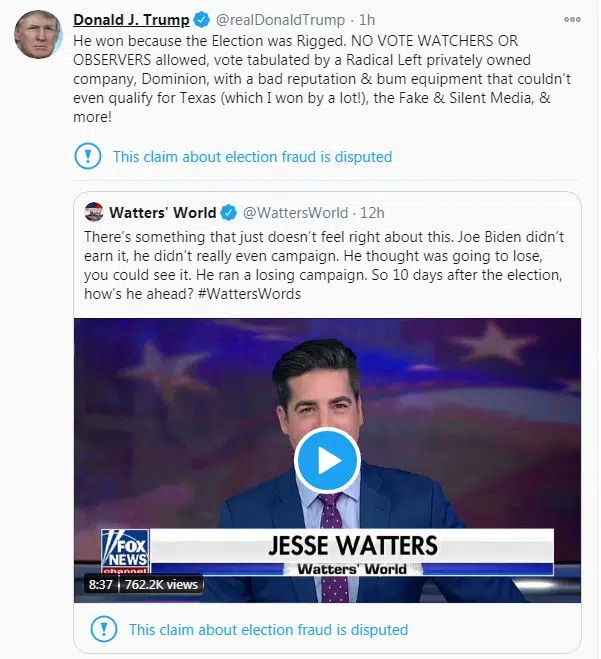 Donald J. Trump @realDonaldTrump · 1h
He won because the Election was Rigged. NO VOTE WATCHERS OR
OBSERVERS allowed, vote tabulated by a Radical Left privately owned
company, Dominion, with a bad reputation & bum equipment that couldn't
even qualify for Texas (which I won by a lot!), the Fake & Silent Media, &
more!
This claim about election fraud is disputed
Watters' World @WattersWorld · 12h
There's something that just doesn't feel right about this. Joe Biden didn't
earn it, he didn't really even campaign. He thought was going to lose,
you could see it. He ran a losing campaign. So 10 days after the election,
how's he ahead? #WattersWords
FOX
NEWS
channel
JESSE WATTERS
Watters' World
8:37 762.2K views
This claim about election fraud is disputed